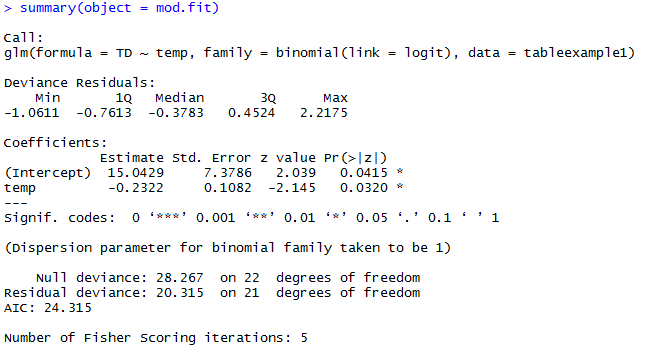 > summary(object = mod.fit)
Call:
glm(formula = TD ~ temp, family = binomial(link = logit), data = tableexample1)
Deviance Residuals:
    Min       1Q   Median       3Q      Max
-1.0611  -0.7613  -0.3783   0.4524   2.2175
Coefficients:
            Estimate Std. Error z value Pr(>|z|)
(Intercept)  15.0429     7.3786   2.039   0.0415 *
temp         -0.2322     0.1082  -2.145   0.0320 *
---
Signif. codes:  0 ‘***’ 0.001 ‘**’ 0.01 ‘*’ 0.05 ‘.’ 0.1 ‘ ’ 1
(Dispersion parameter for binomial family taken to be 1)
    Null deviance: 28.267  on 22  degrees of freedom
Residual deviance: 20.315  on 21  degrees of freedom
AIC: 24.315
Number of Fisher Scoring iterations: 5